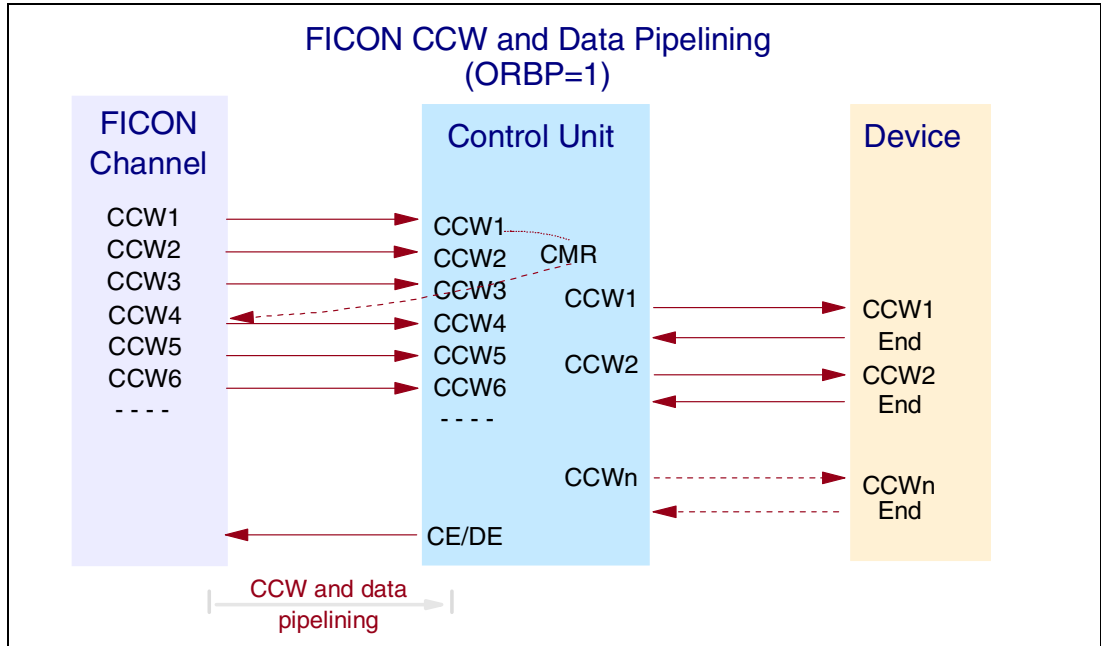 FICON CCW and Data Pipelining
(ORBP=1)
FICON
Channel
CCW1
CCW2
CCW3
CCW4
CCW5
CCW6
- - - -
Control Unit
CCW1
CCW2
CCW3
CCW4
CCW5
CCW6
- - - -
CMR
CCW1
CCW2
CCWn
CE/DE
Device
CCW1
End
CCW2
End
CCWn
End
CCW and data
pipelining